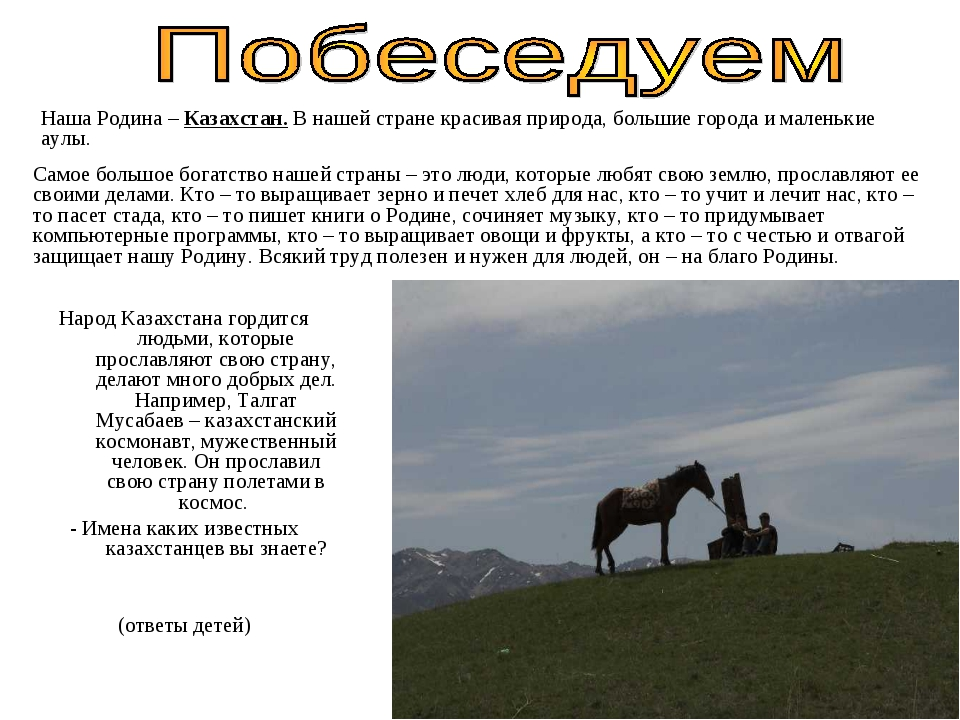 Побеседуем
Наша Родина – Казахстан. В нашей стране красивая природа, большие города и маленькие
аулы.
Самое большое богатство нашей страны – это люди, которые любят свою землю, прославляют ее
своими делами. Кто – то выращивает зерно и печет хлеб для нас, кто – то учит и лечит нас, кто –
то пасет стада, кто – то пишет книги о Родине, сочиняет музыку, кто – то придумывает
компьютерные программы, кто – то выращивает овощи и фрукты, а кто – то с честью и отвагой
защищает нашу Родину. Всякий труд полезен и нужен для людей, он – на благо Родины.
Народ Казахстана гордится
людьми, которые
прославляют свою страну,
делают много добрых дел.
Например, Талгат
Мусабаев – казахстанский
космонавт, мужественный
человек. Он прославил
свою страну полетами в
космос.
- Имена каких известных
казахстанцев вы знаете?
(ответы детей)